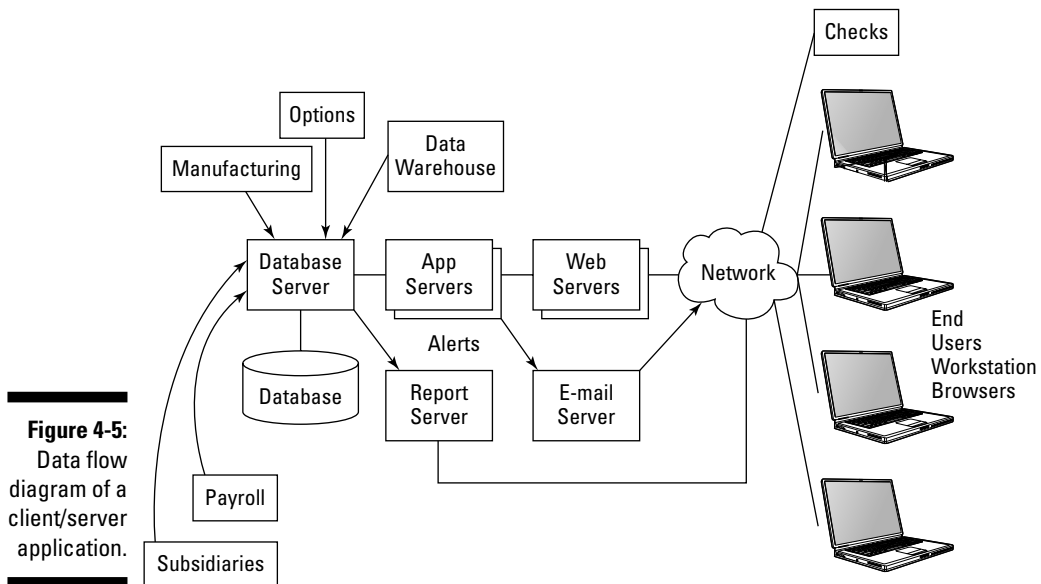 Checks
Options
Data
Warehouse
Manufacturing
Database
Server
App
Servers
Web
Servers
Network
Alerts
End
Users
Workstation
Browsers
Database
Report
Server
E-mail
Server
Payroll
Subsidiaries
Figure 4-5:
Data flow
diagram of a
client/server
application.